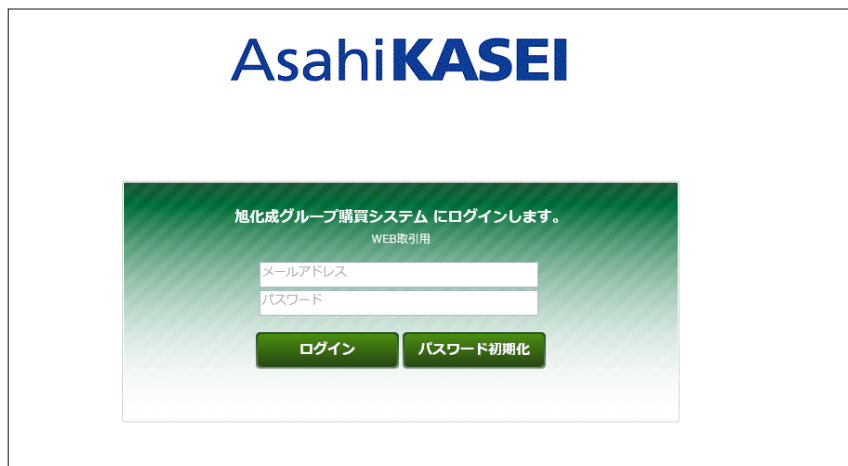 AsahiKASEI
旭化成グループ購買システム にログインします。
WEB取引用
メールアドレス
パスワード
ログイン パスワード初期化